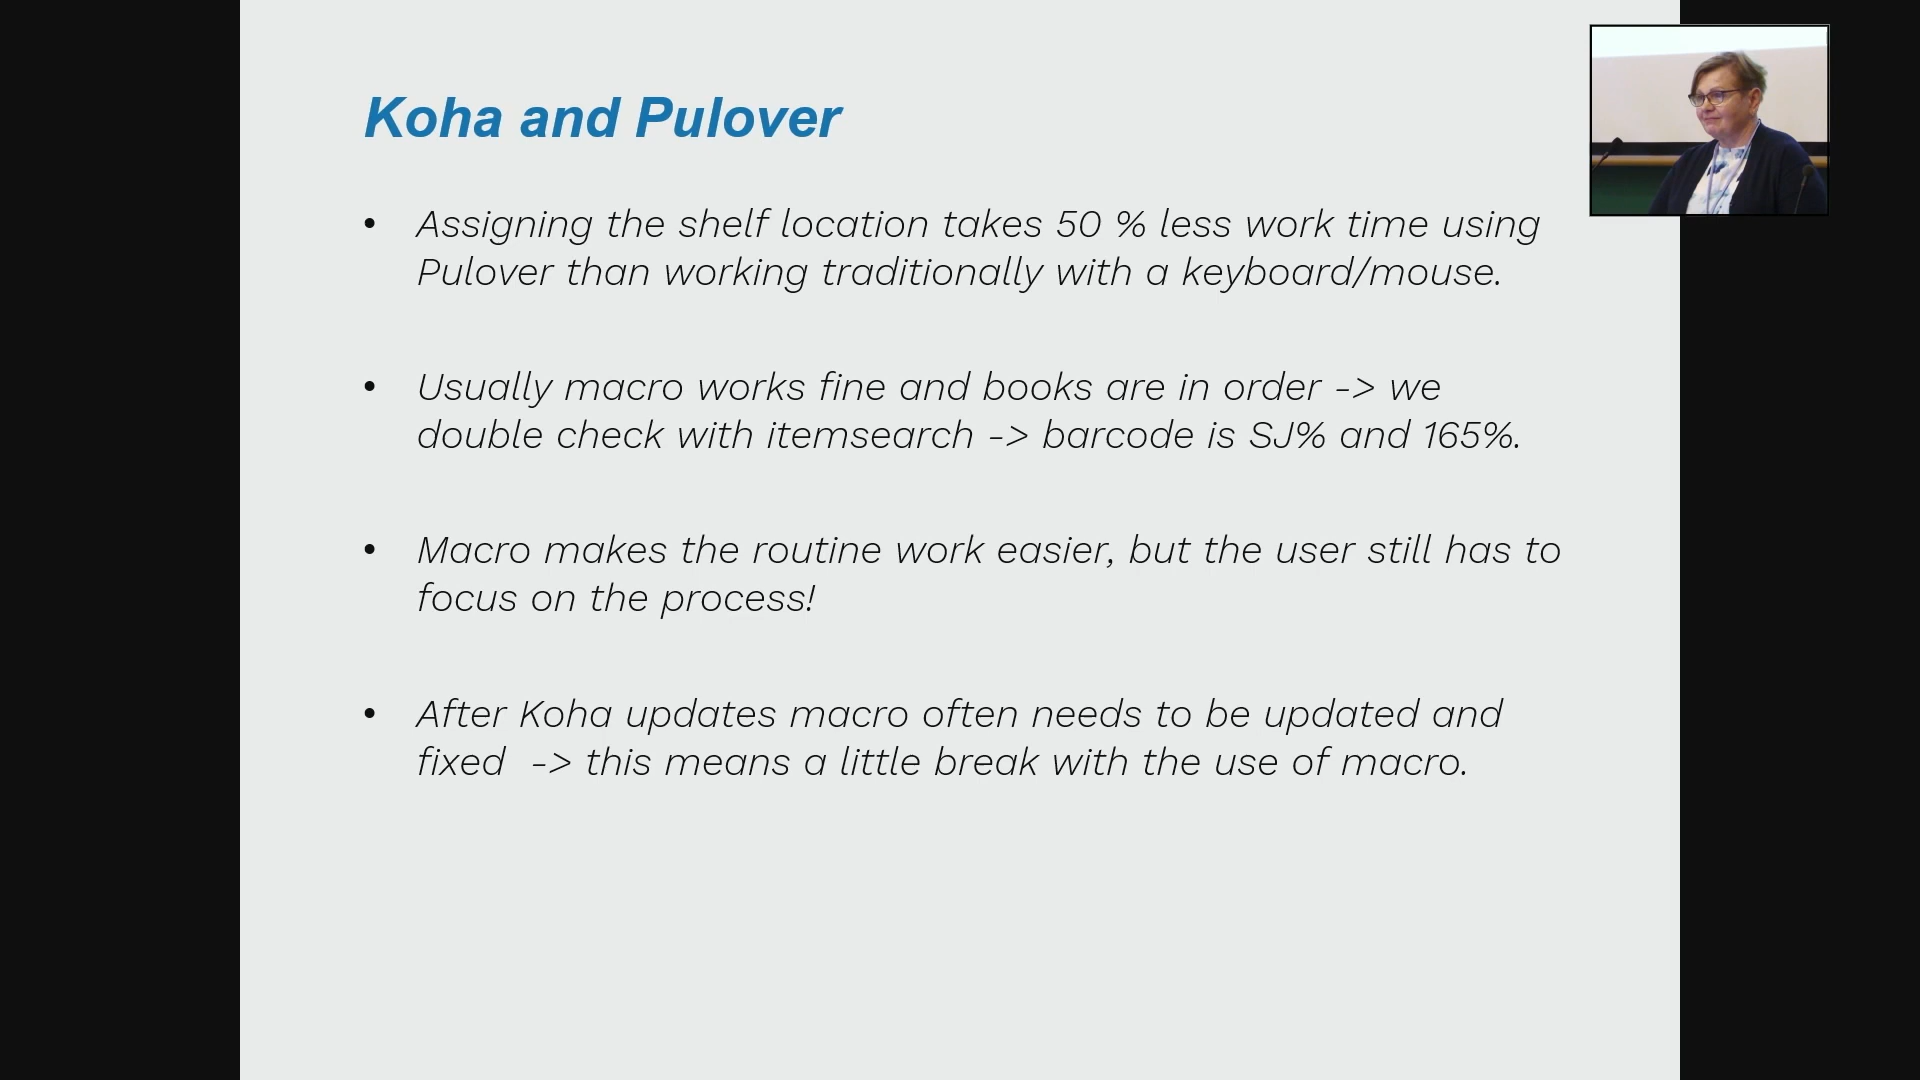 Koha and Pulover
• Assigning the shelf location takes 50 % less work time using
Pulover than working traditionally with a keyboard/mouse.
• Usually macro works fine and books are in order -> we
double check with itemsearch -> barcode is SJ% and 165%.
• Macro makes the routine work easier, but the user still has to
focus on the process!
• After Koha updates macro often needs to be updated and
fixed  -> this means a little break with the use of macro.